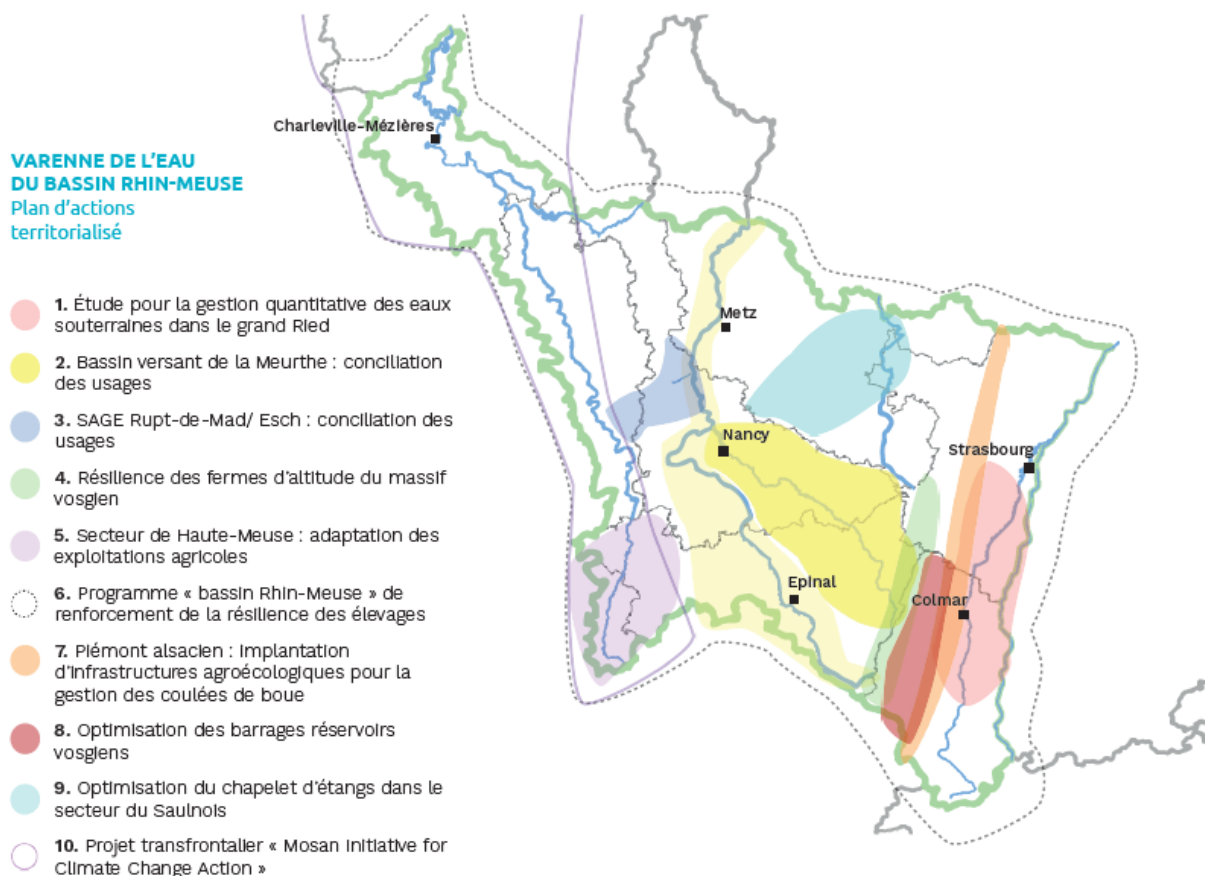 VARENNE DE L'EAU
DU BASSIN RHIN-MEUSE
Plan d'actions
territorialisé
1. Étude pour la gestion quantitative des eaux
souterraines dans le grand Ried
2. Bassin versant de la Meurthe : conciliation
des usages
3. SAGE Rupt-de-Mad/ Esch : conciliation des
usages
4. Résilience des fermes d'altitude du massif
vosgien
5. Secteur de Haute-Meuse : adaptation des
exploitations agricoles
6. Programme « bassin Rhin-Meuse » de
renforcement de la résilience des élevages
7. Piémont alsacien : Implantation
d'infrastructures agroécologiques pour la
gestion des coulées de boue
8. Optimisation des barrages réservoirs
vosgiens
9. Optimisation du chapelet d'étangs dans le
secteur du Saulnois
10. Projet transfrontalier « Mosan Initiative for
Climate Change Action »
Charleville-Mézières
Metz
Nancy
Strasbourg
Epinal
Colmar